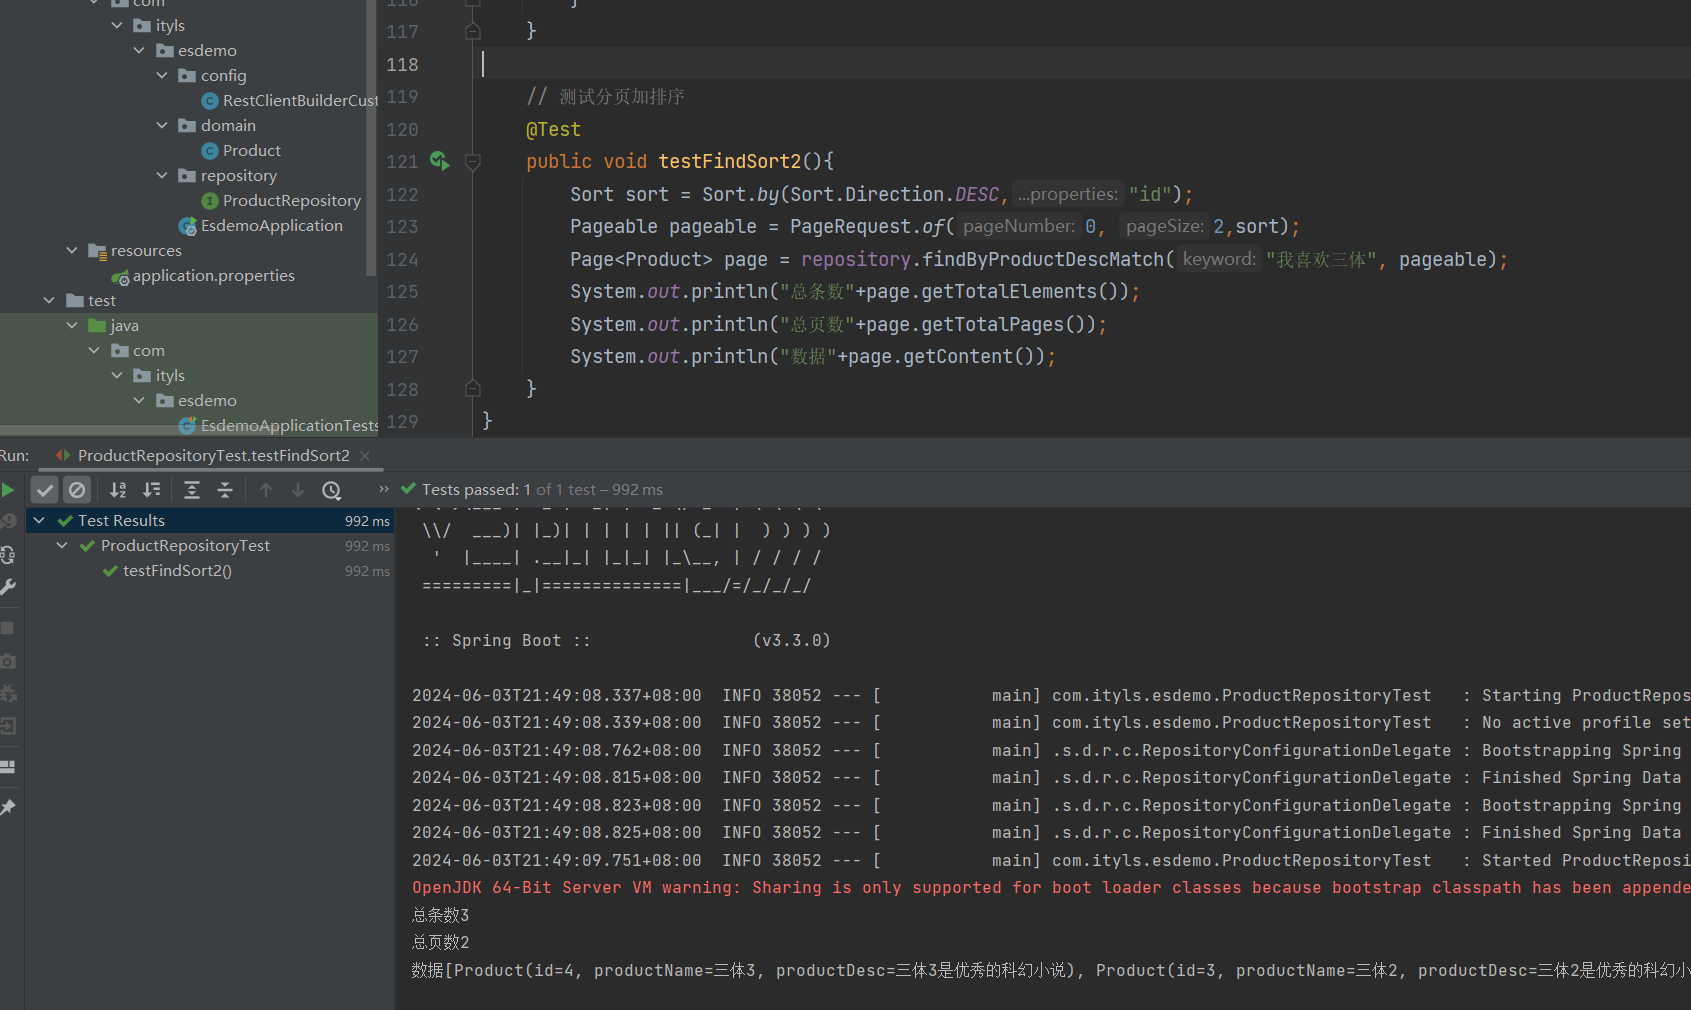 com
ityls
esdemo
config
RestClientBuilderCust
domain
Product
repository
ProductRepository
EsdemoApplication
resources
application.properties
test
java
com
ityls
esdemo
EsdemoApplicationTests
116 }
117 }
118
119 // 测试分页加排序
120 @Test
121 public void testFindSort2(){
122 Sort sort = Sort.by(Sort.Direction.DESC, ...properties: "id");
123 Pageable pageable = PageRequest.of( pageNumber: 0, pageSize: 2,sort);
124 Page<Product> page = repository.findByProductDescMatch( keyword: "我喜欢三体", pageable);
125 System.out.println("总条数"+page.getTotalElements());
126 System.out.println("总页数"+page.getTotalPages());
127 System.out.println("数据"+page.getContent());
128 }
129 }
Run: ProductRepositoryTest.testFindSort2
Tests passed: 1 of 1 test – 992 ms
Test Results 992 ms
ProductRepositoryTest 992 ms
testFindSort2() 992 ms
\\/  ___)| |_)| | | | | || (_| |  ) ) ) )
'  |____| .__|_| |_|_| |_\__, | / / / /
=========|_|==============|___/=/_/_/_/
:: Spring Boot :: (v3.3.0)
2024-06-03T21:49:08.337+08:00 INFO 38052 --- [ main] com.ityls.esdemo.ProductRepositoryTest : Starting ProductRepos
2024-06-03T21:49:08.339+08:00 INFO 38052 --- [ main] com.ityls.esdemo.ProductRepositoryTest : No active profile set
2024-06-03T21:49:08.762+08:00 INFO 38052 --- [ main] .s.d.r.c.RepositoryConfigurationDelegate : Bootstrapping Spring
2024-06-03T21:49:08.815+08:00 INFO 38052 --- [ main] .s.d.r.c.RepositoryConfigurationDelegate : Finished Spring Data
2024-06-03T21:49:08.823+08:00 INFO 38052 --- [ main] .s.d.r.c.RepositoryConfigurationDelegate : Bootstrapping Spring
2024-06-03T21:49:08.825+08:00 INFO 38052 --- [ main] .s.d.r.c.RepositoryConfigurationDelegate : Finished Spring Data
2024-06-03T21:49:09.751+08:00 INFO 38052 --- [ main] com.ityls.esdemo.ProductRepositoryTest : Started ProductReposi
OpenJDK 64-Bit Server VM warning: Sharing is only supported for boot loader classes because bootstrap classpath has been appende
总条数3
总页数2
数据[Product(id=4, productName=三体3, productDesc=三体3是优秀的科幻小说), Product(id=3, productName=三体2, productDesc=三体2是优秀的科幻小